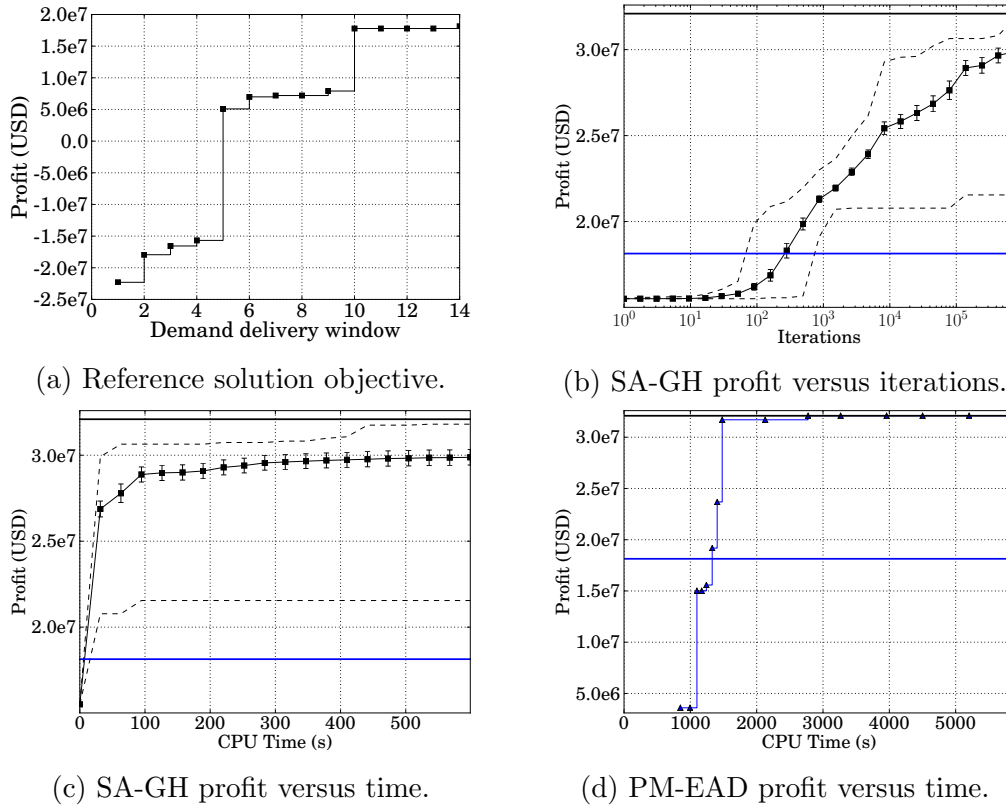 2.0e7
1.5e7
1.0e7
5.0e6
0.0
-5.0e6
-1.0e7
-1.5e7
-2.0e7
-2.5e7
Profit (USD)
0 2 4 6 8 10 12 14
Demand delivery window
(a) Reference solution objective.
3.0e7
2.5e7
2.0e7
Profit (USD)
10^0 10^1 10^2 10^3 10^4 10^5
Iterations
(b) SA-GH profit versus iterations.
3.0e7
2.5e7
2.0e7
Profit (USD)
0 100 200 300 400 500
CPU Time (s)
(c) SA-GH profit versus time.
3.0e7
2.5e7
2.0e7
1.5e7
1.0e7
5.0e6
Profit (USD)
0 1000 2000 3000 4000 5000
CPU Time (s)
(d) PM-EAD profit versus time.